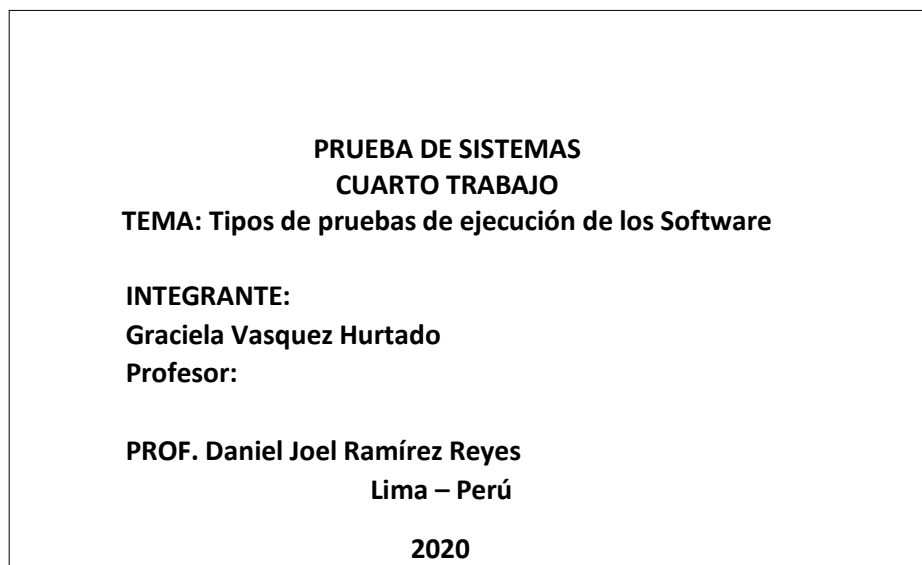 PRUEBA DE SISTEMAS
CUARTO TRABAJO
TEMA: Tipos de pruebas de ejecución de los Software
INTEGRANTE:
Graciela Vasquez Hurtado
Profesor:
PROF. Daniel Joel Ramírez Reyes
Lima – Perú
2020